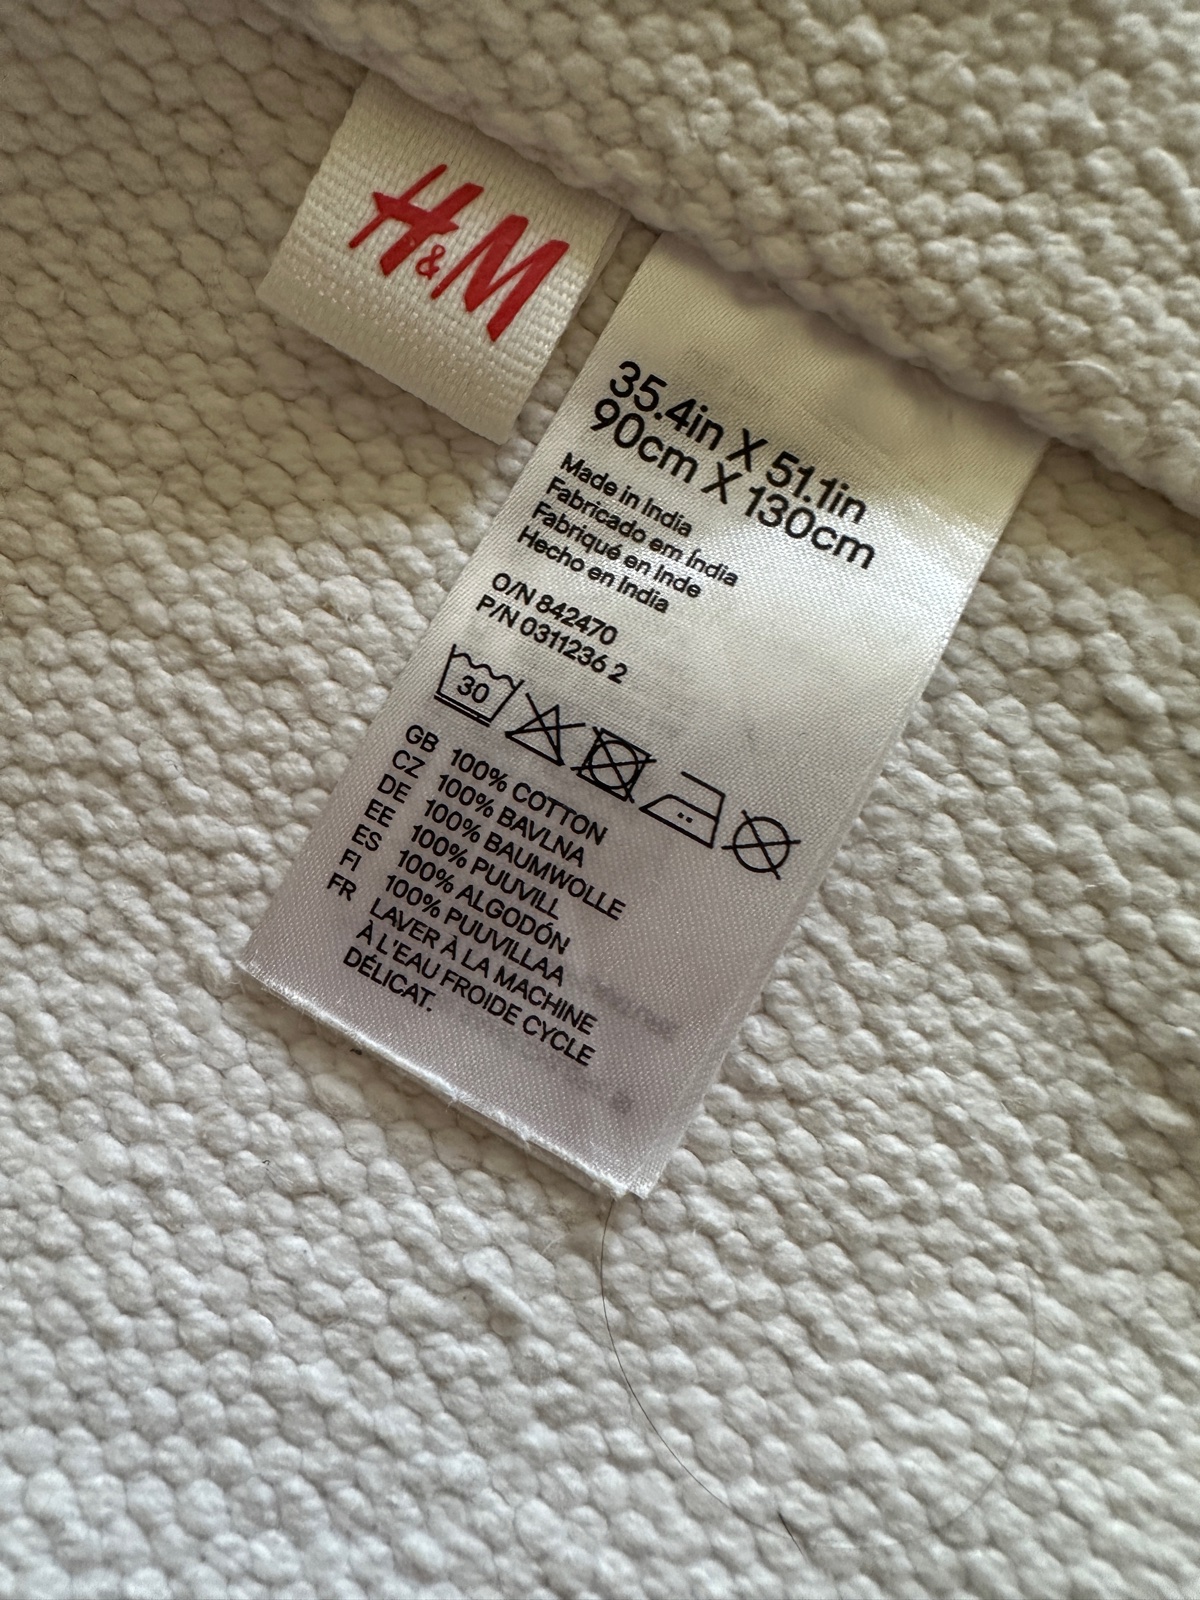 H&M
35.4in X 51.1in
90cm X 130cm
Made in India
Fabricado em Índia
Fabriqué en Inde
Hecho en India
O/N 842470
P/N 0311236 2
30
GB 100% COTTON
CZ 100% BAVLNA
DE 100% BAUMWOLLE
EE 100% PUUVILL
ES 100% ALGODÓN
FI 100% PUUVILLAA
FR LAVER À LA MACHINE
À L'EAU FROIDE CYCLE
DÉLICAT.